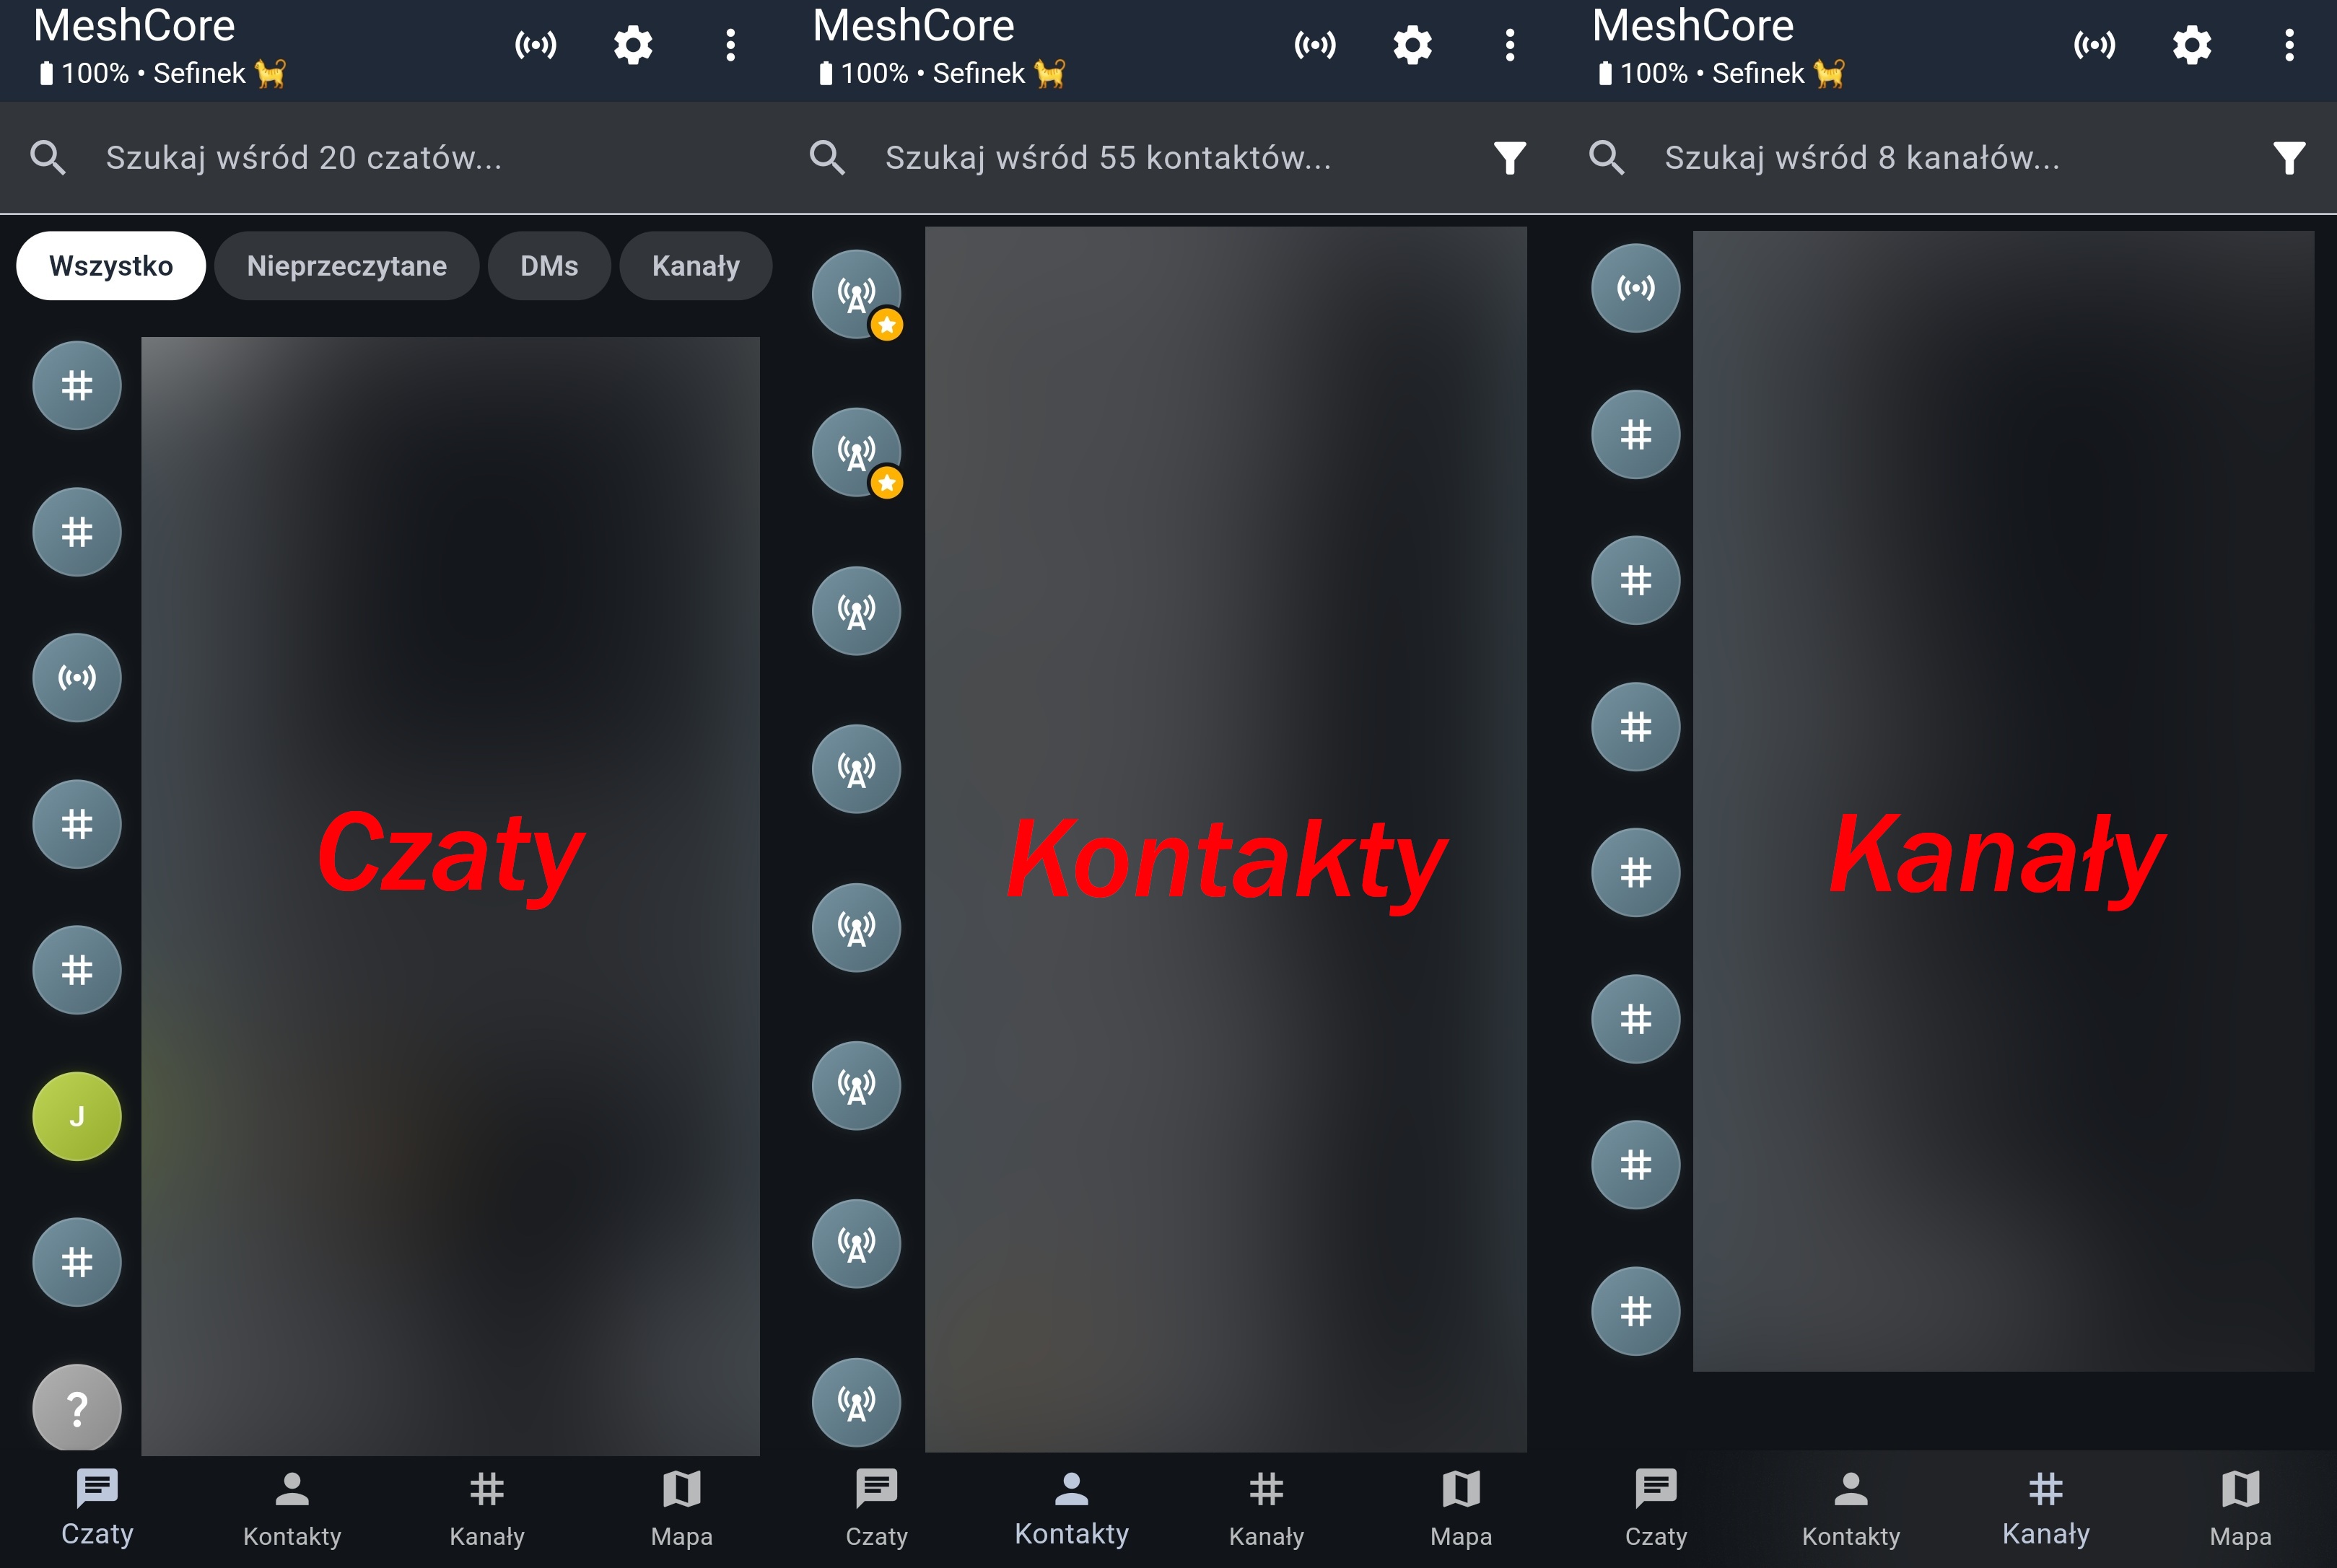 MeshCore
100% • Sefinek 🐈
Szukaj wśród 20 czatów...
Wszystko
Nieprzeczytane
DMs
Kanały
J
?
Czaty
Czaty
Kontakty
Kanały
Mapa
MeshCore
100% • Sefinek 🐈
Szukaj wśród 55 kontaktów...
Kontakty
Czaty
Kontakty
Kanały
Mapa
MeshCore
100% • Sefinek 🐈
Szukaj wśród 8 kanałów...
Kanały
Czaty
Kontakty
Kanały
Mapa